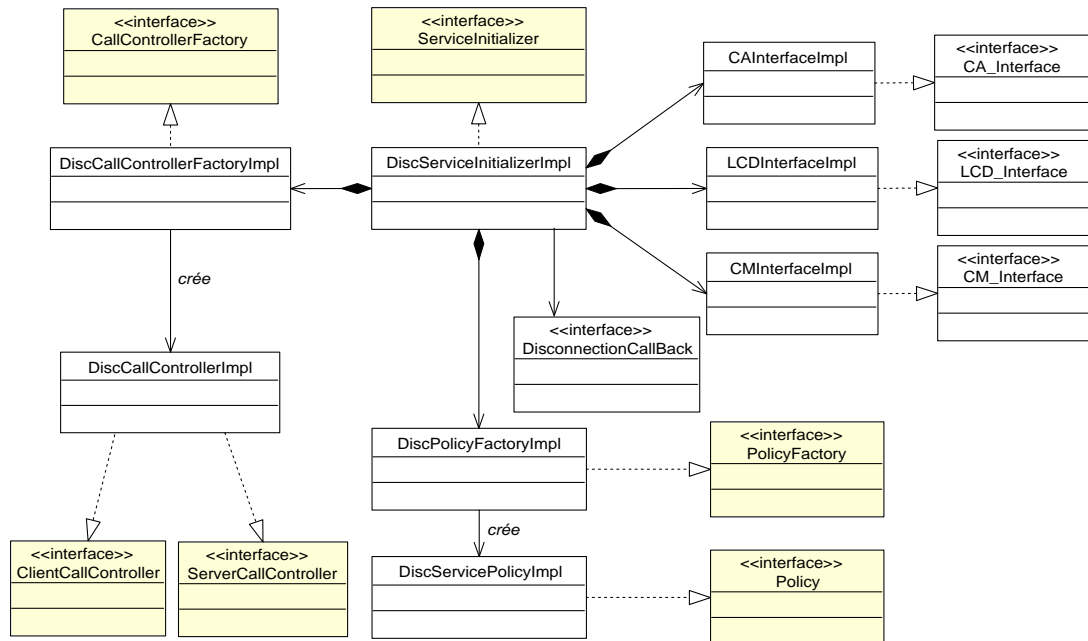 <<interface>>
CallControllerFactory
<<interface>>
ServiceInitializer
CAInterfaceImpl
<<interface>>
CA_Interface
DiscCallControllerFactoryImpl
DiscServiceInitializerImpl
LCDInterfaceImpl
<<interface>>
LCD_Interface
CMInterfaceImpl
<<interface>>
CM_Interface
crée
<<interface>>
DisconnectionCallBack
DiscCallControllerImpl
DiscPolicyFactoryImpl
<<interface>>
PolicyFactory
crée
<<interface>>
ClientCallController
<<interface>>
ServerCallController
DiscServicePolicyImpl
<<interface>>
Policy